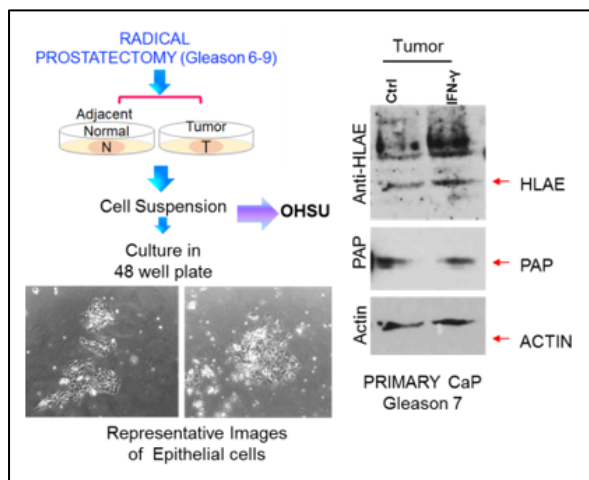 RADICAL
PROSTATECTOMY (Gleason 6-9)
Adjacent
Normal
N
Tumor
T
Cell Suspension
OHSU
Culture in
48 well plate
Representative Images
of Epithelial cells
Tumor
Ctrl
IFN-γ
Anti-HLAE
HLAE
PAP
PAP
Actin
ACTIN
PRIMARY CaP
Gleason 7